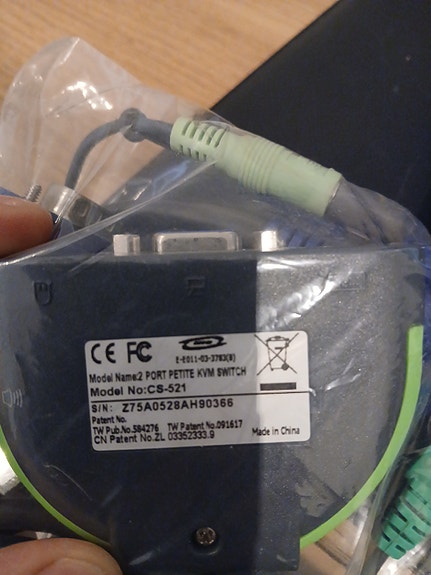 CE FC
E-E011-03-3783(B)
Model Name:2 PORT PETITE KVM SWITCH
Model No:CS-521
S/N: Z75A0528AH90366
Patent No.
TW Pub.No.584276 TW Patent No.091617
CN Patent No.ZL 03352333.9
Made in China